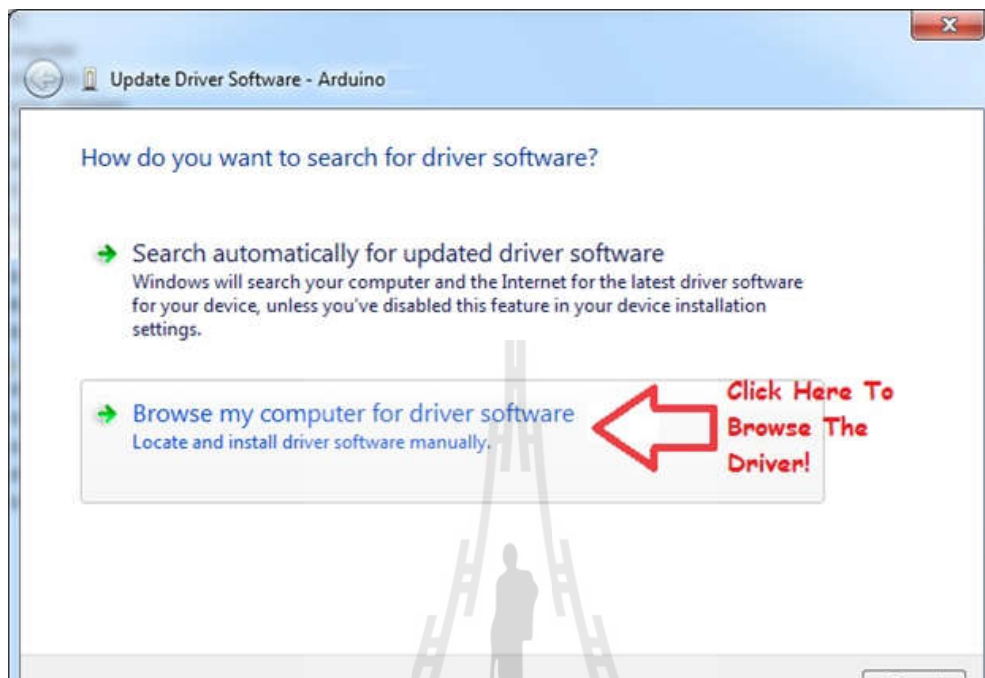 Update Driver Software - Arduino
How do you want to search for driver software?
Search automatically for updated driver software
Windows will search your computer and the Internet for the latest driver software
for your device, unless you've disabled this feature in your device installation
settings.
Browse my computer for driver software
Locate and install driver software manually.
Click Here To
Browse The
Driver!